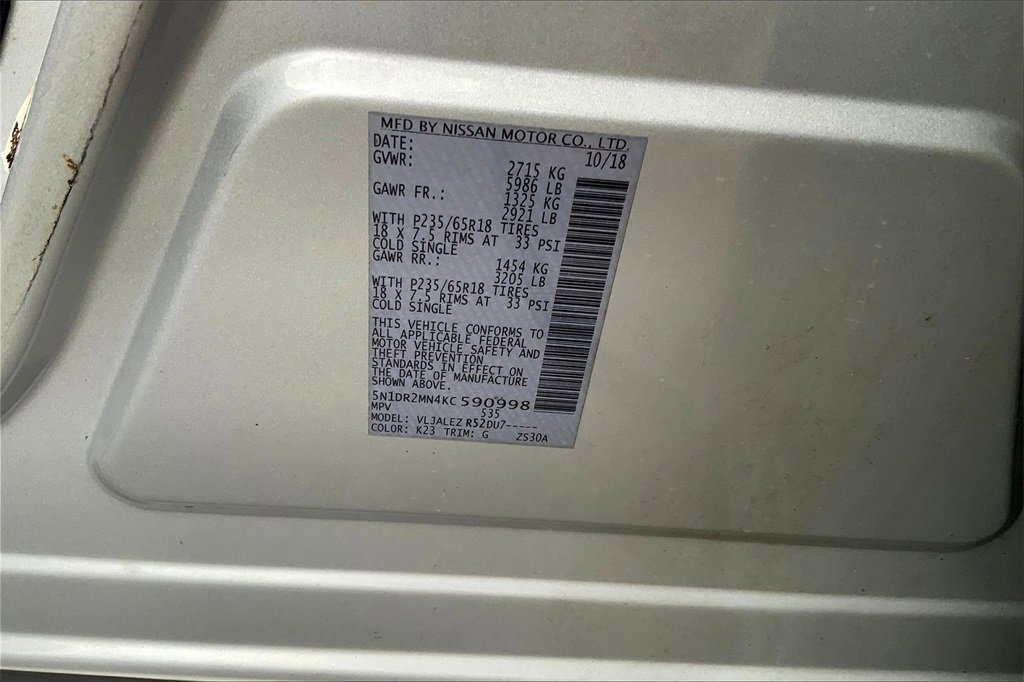 MFD BY NISSAN MOTOR CO., LTD.
DATE: 10/18
GVWR: 2715 KG
5986 LB
GAWR FR.: 1325 KG
2921 LB
WITH P235/65R18 TIRES
18 X 7.5 RIMS AT 33 PSI
COLD SINGLE
GAWR RR.: 1454 KG
3205 LB
WITH P235/65R18 TIRES
18 X 7.5 RIMS AT 33 PSI
COLD SINGLE
THIS VEHICLE CONFORMS TO
ALL APPLICABLE FEDERAL
MOTOR VEHICLE SAFETY AND
THEFT PREVENTION
STANDARDS IN EFFECT ON
THE DATE OF MANUFACTURE
SHOWN ABOVE.
5N1DR2MN4KC590998
MPV 535
MODEL: VLJALEZ R52DU7-----
COLOR: K23 TRIM: G ZS30A